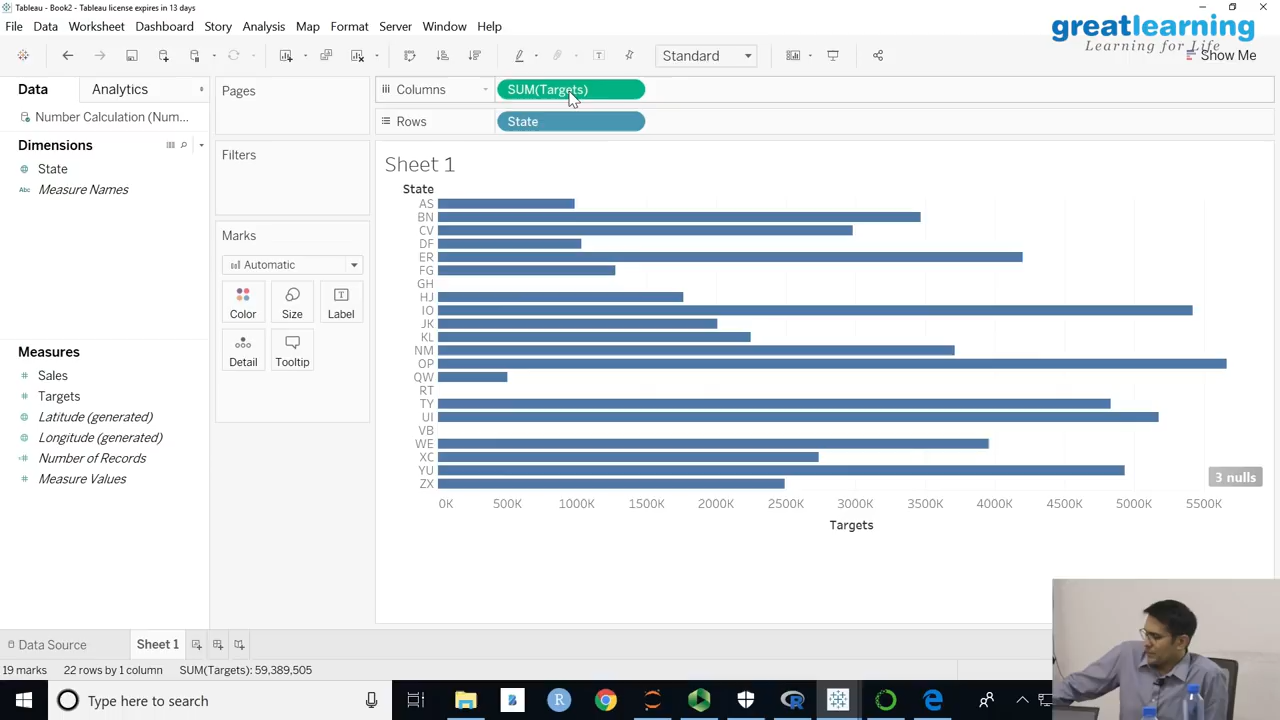 Tableau - Book2 - Tableau license expires in 13 days
File Data Worksheet Dashboard Story Analysis Map Format Server Window Help
greatlearning
Learning for Life
Standard
Show Me
Data
Analytics
Pages
Columns
SUM(Targets)
Number Calculation (Num...
Rows
State
Dimensions
Filters
Sheet 1
State
Abc Measure Names
State
AS
BN
CV
DF
ER
FG
GH
HJ
IO
JK
KL
NM
OP
QW
RT
TY
UI
VB
WE
XC
YU
ZX
Marks
Automatic
Color
Size
Label
Detail
Tooltip
Measures
Sales
Targets
Latitude (generated)
Longitude (generated)
Number of Records
Measure Values
3 nulls
0K 500K 1000K 1500K 2000K 2500K 3000K 3500K 4000K 4500K 5000K 5500K
Targets
Data Source
Sheet 1
19 marks 22 rows by 1 column SUM(Targets): 59,389,505
Type here to search